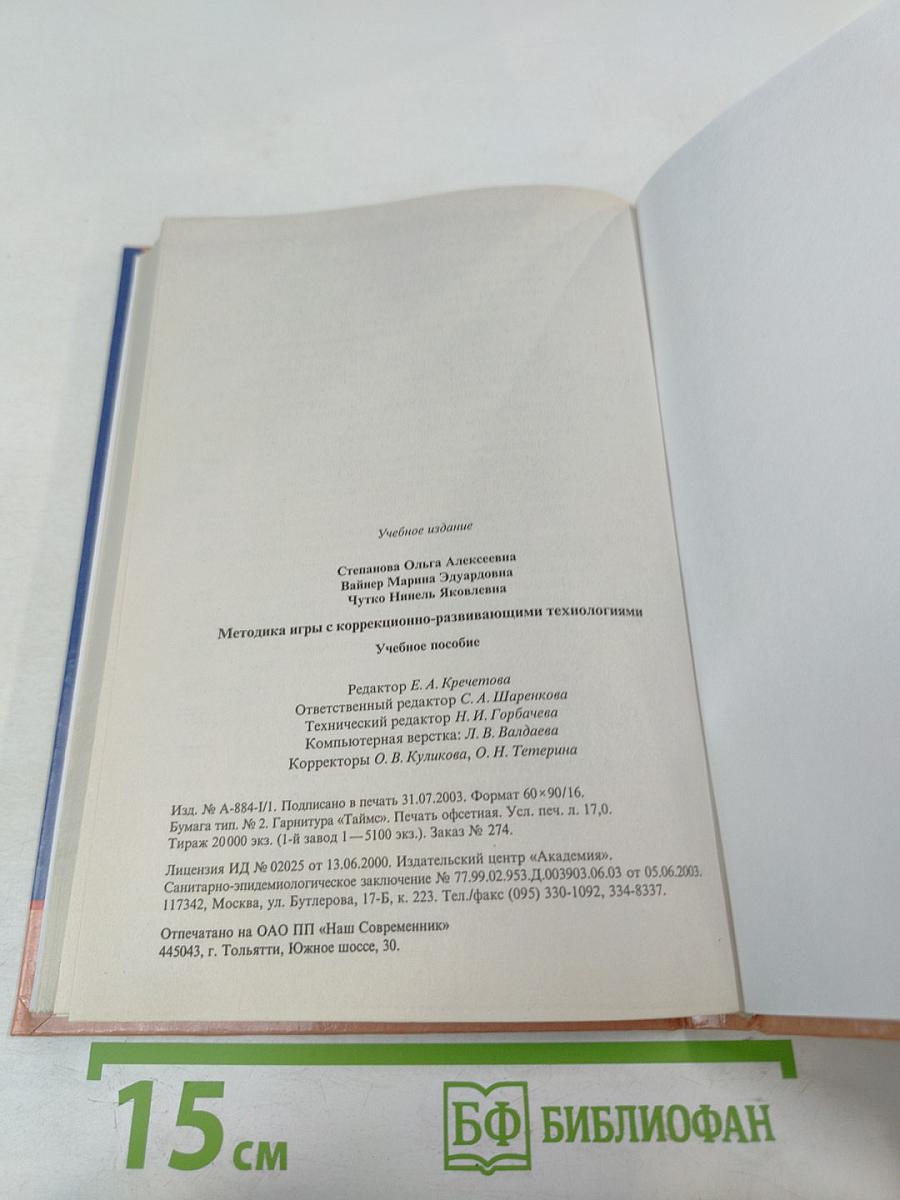 Учебное издание
Степанова Ольга Алексеевна
Вайнер Марина Эдуардовна
Чутко Нинель Яковлевна
Методика игры с коррекционно-развивающими технологиями
Учебное пособие
Редактор Е. А. Кречетова
Ответственный редактор С. А. Шаренкова
Технический редактор Н. И. Горбачева
Компьютерная верстка: Л. В. Валдаева
Корректоры О. В. Куликова, О. Н. Тетерина
Изд. № A-884-I/1. Подписано в печать 31.07.2003. Формат 60×90/16.
Бумага тип. № 2. Гарнитура «Таймс». Печать офсетная. Усл. печ. л. 17,0.
Тираж 20 000 экз. (1-й завод 1—5100 экз.). Заказ № 274.
Лицензия ИД № 02025 от 13.06.2000. Издательский центр «Академия».
Санитарно-эпидемиологическое заключение № 77.99.02.953.Д.003903.06.03 от 05.06.2003.
117342, Москва, ул. Бутлерова, 17-Б, к. 223. Тел./факс (095) 330-1092, 334-8337.
Отпечатано на ОАО ПП «Наш Современник»
445043, г. Тольятти, Южное шоссе, 30.
15 см
БФ БИБЛИОФАН